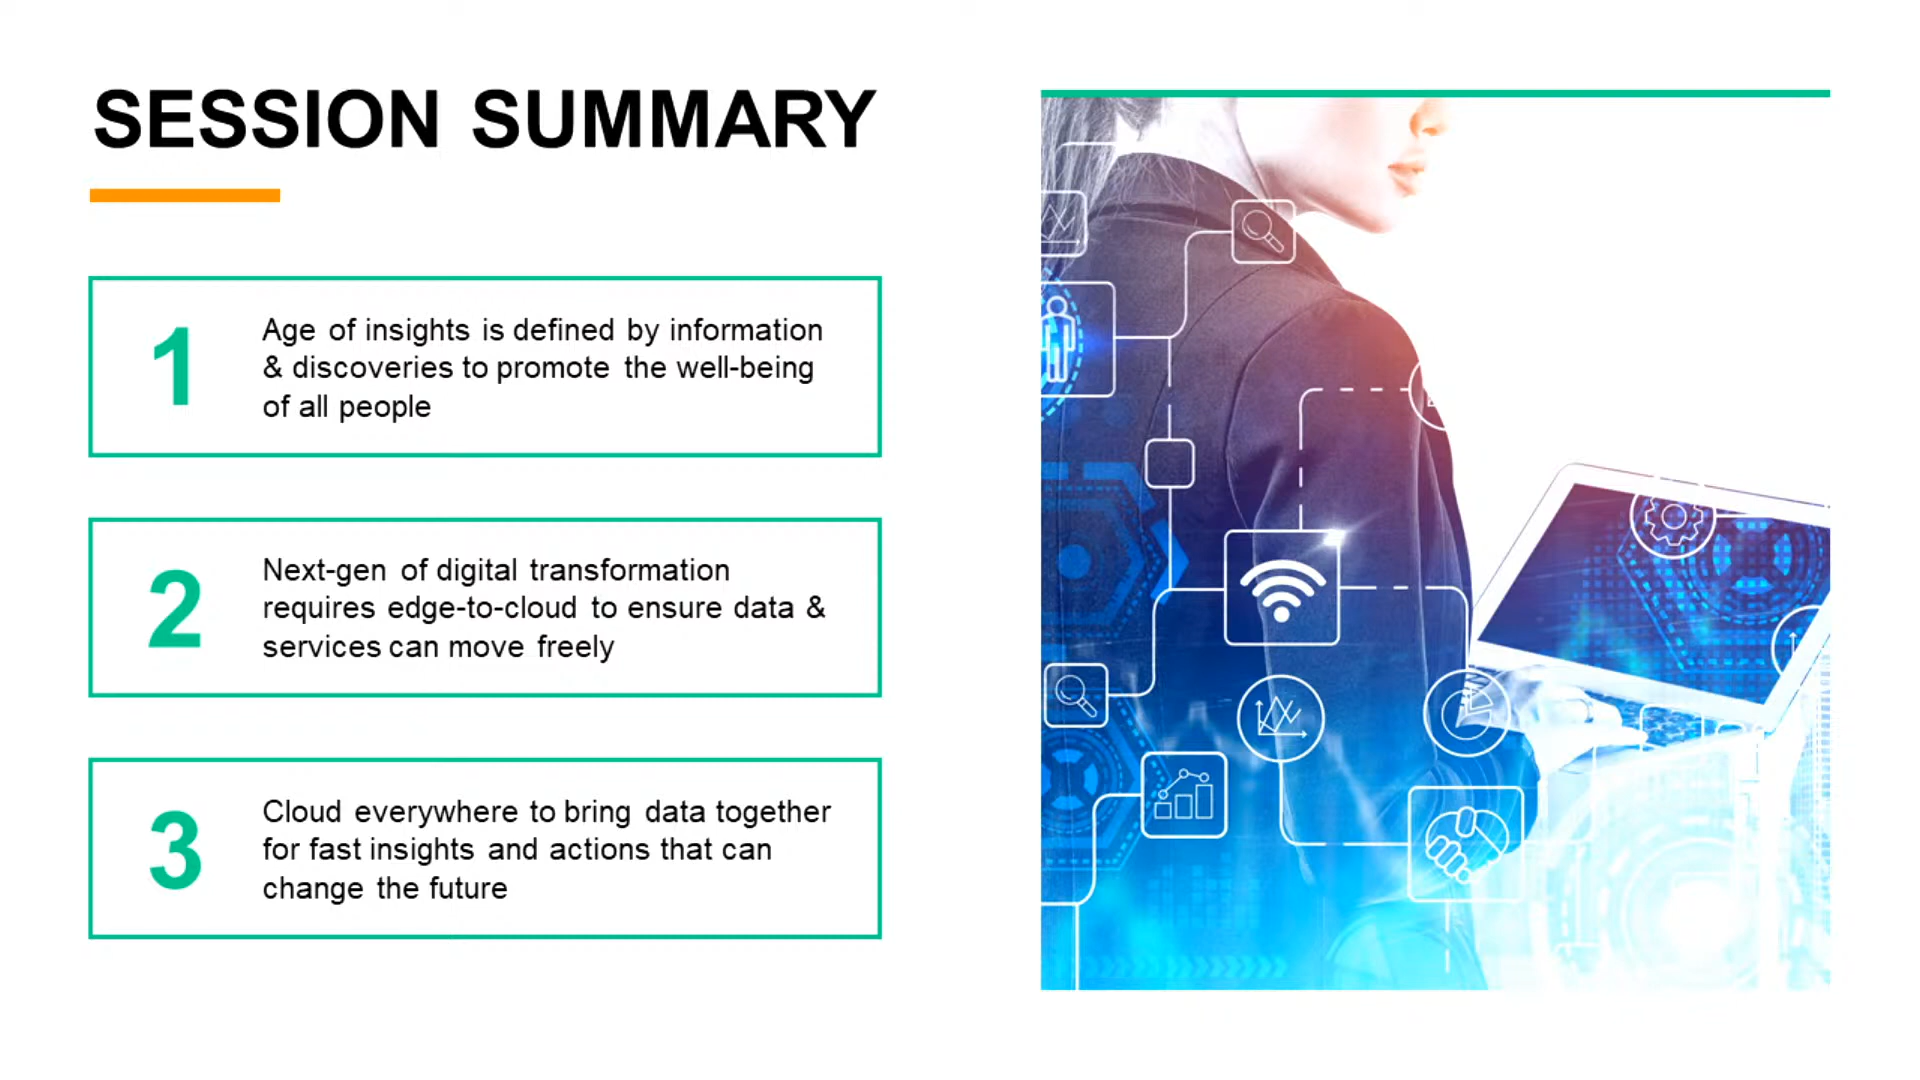 SESSION SUMMARY
1
Age of insights is defined by information
& discoveries to promote the well-being
of all people
2
Next-gen of digital transformation
requires edge-to-cloud to ensure data &
services can move freely
3
Cloud everywhere to bring data together
for fast insights and actions that can
change the future